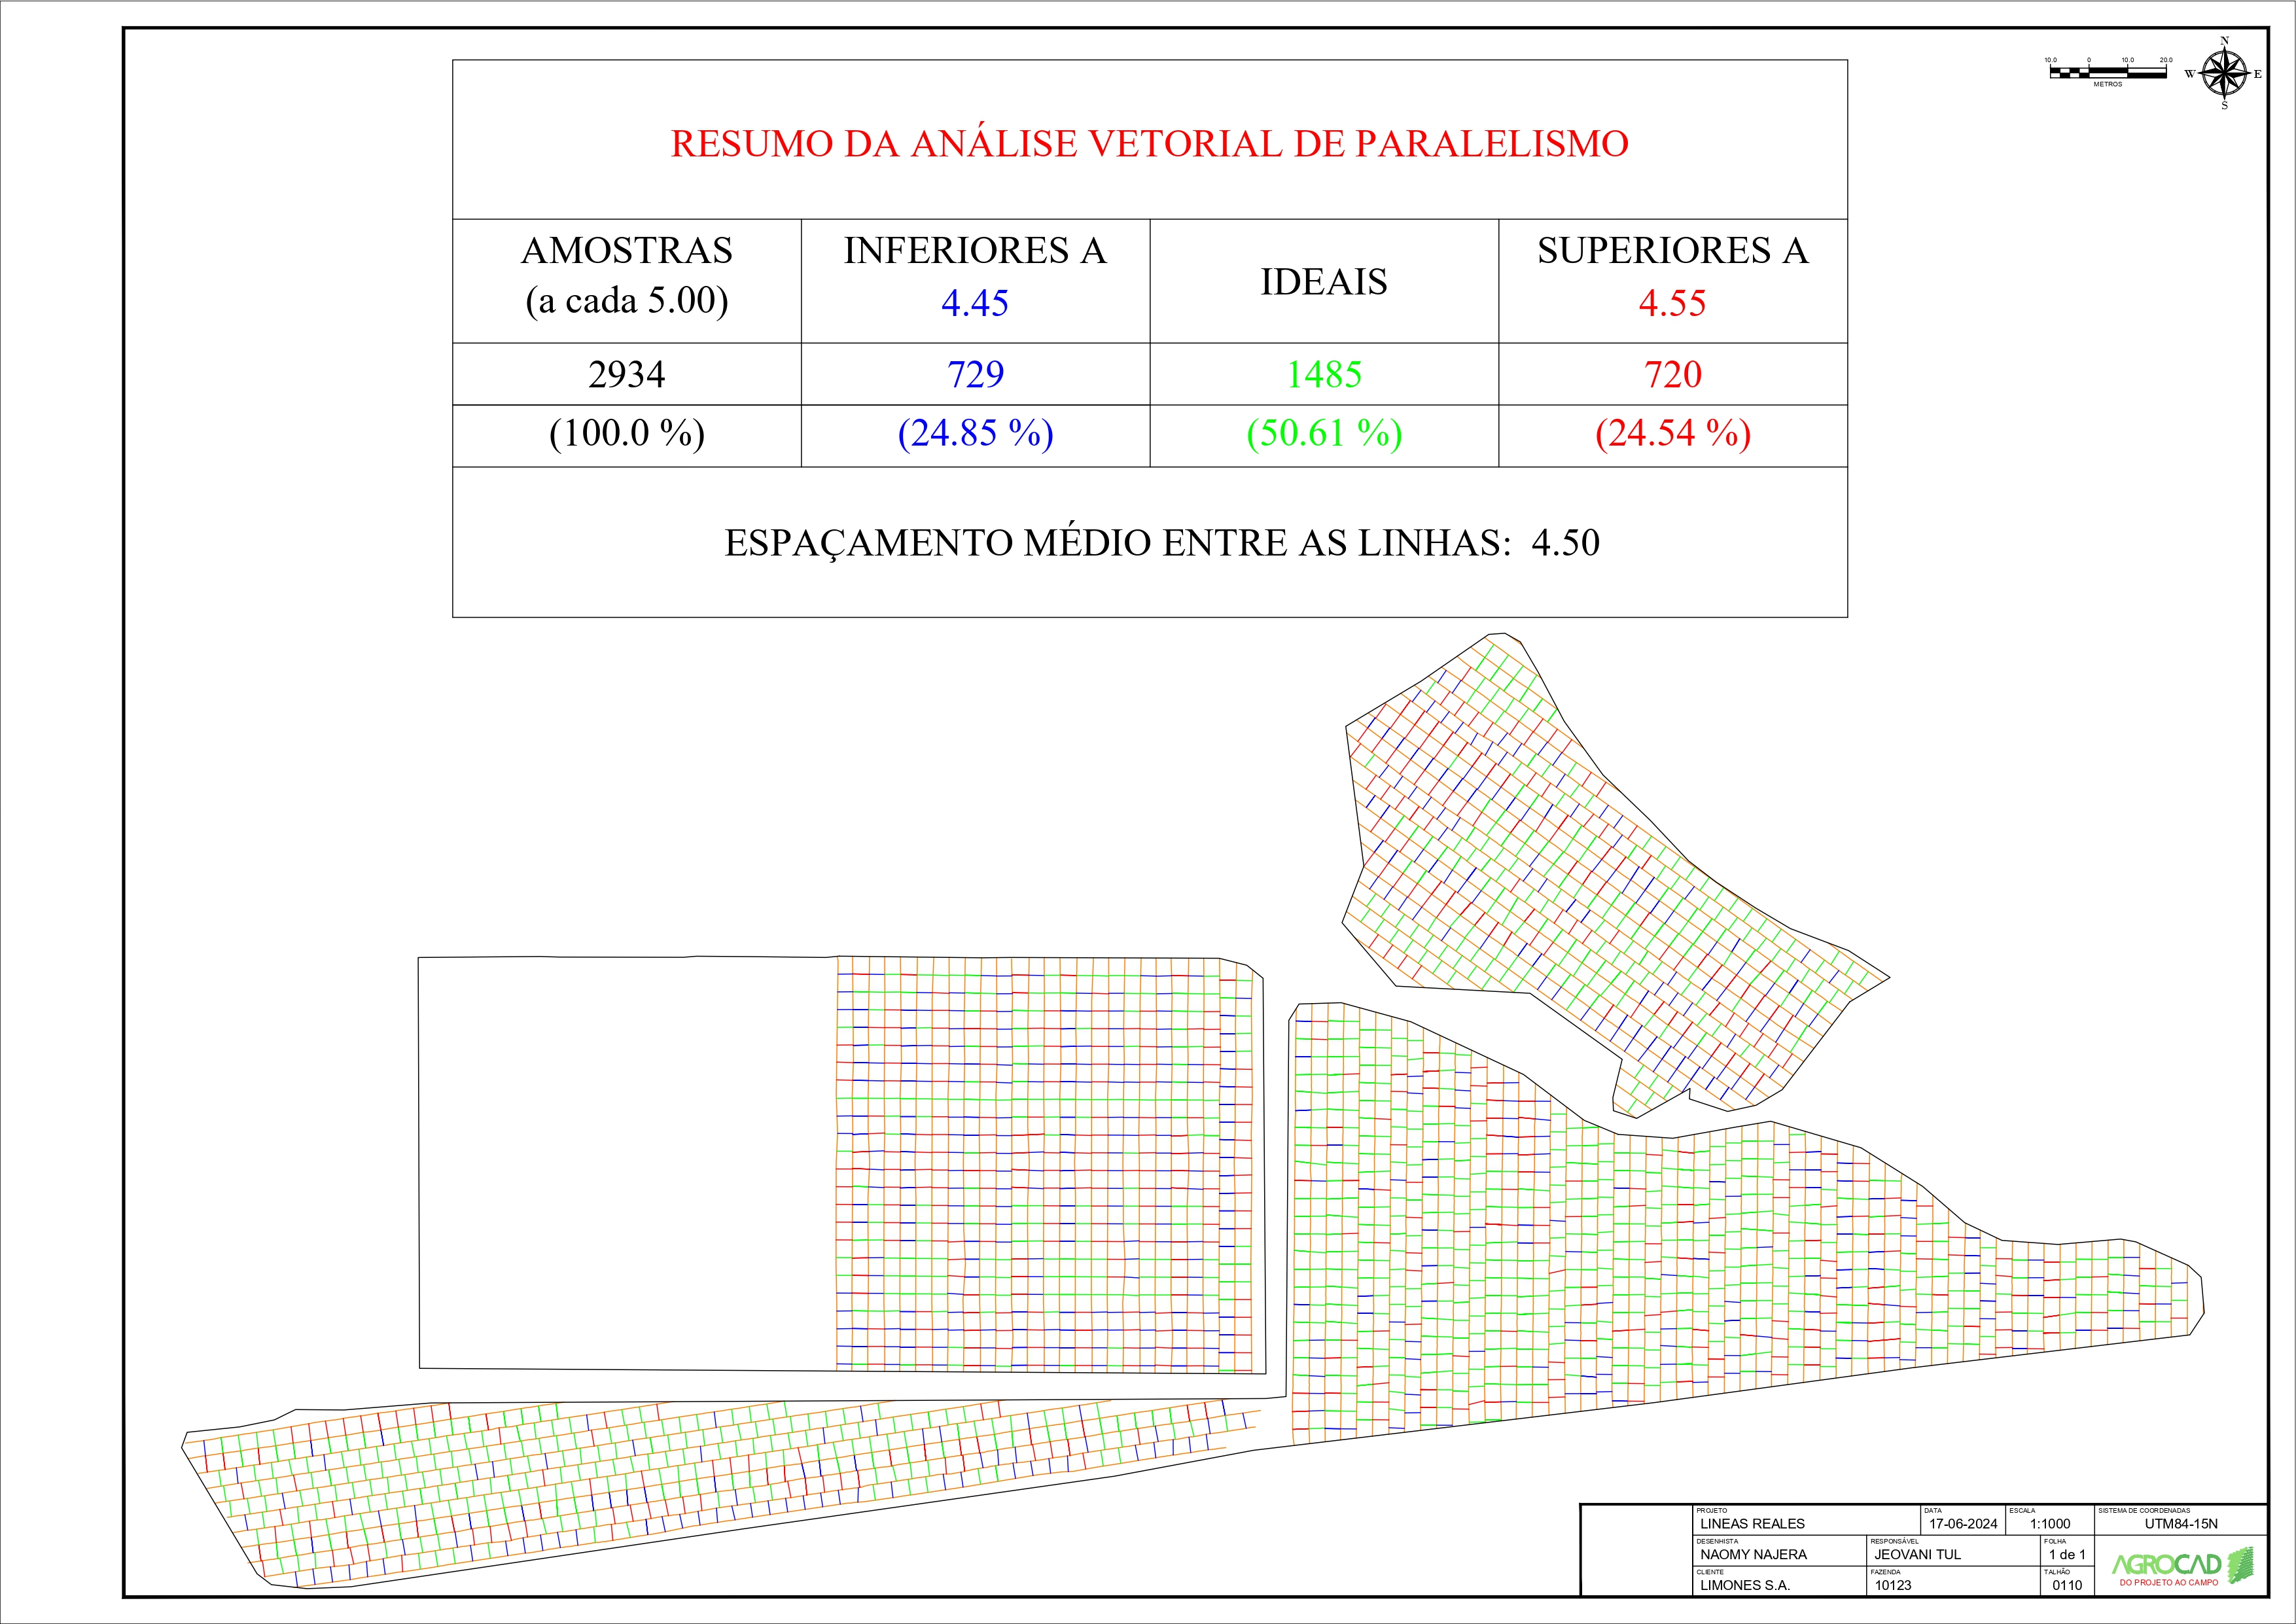 N
10.0 0 10.0 20.0
W E
METROS
S
RESUMO DA ANÁLISE VETORIAL DE PARALELISMO
AMOSTRAS
(a cada 5.00)
INFERIORES A
4.45
IDEAIS
SUPERIORES A
4.55
2934 729 1485 720
(100.0 %) (24.85 %) (50.61 %) (24.54 %)
ESPAÇAMENTO MÉDIO ENTRE AS LINHAS: 4.50
PROJETO DATA ESCALA SISTEMA DE COORDENADAS
LINEAS REALES 17-06-2024 1:1000 UTM84-15N
DESENHISTA RESPONSÁVEL FOLHA
NAOMY NAJERA JEOVANI TUL 1 de 1
CLIENTE FAZENDA TALHÃO
LIMONES S.A. 10123 0110
AGROCAD
DO PROJETO AO CAMPO